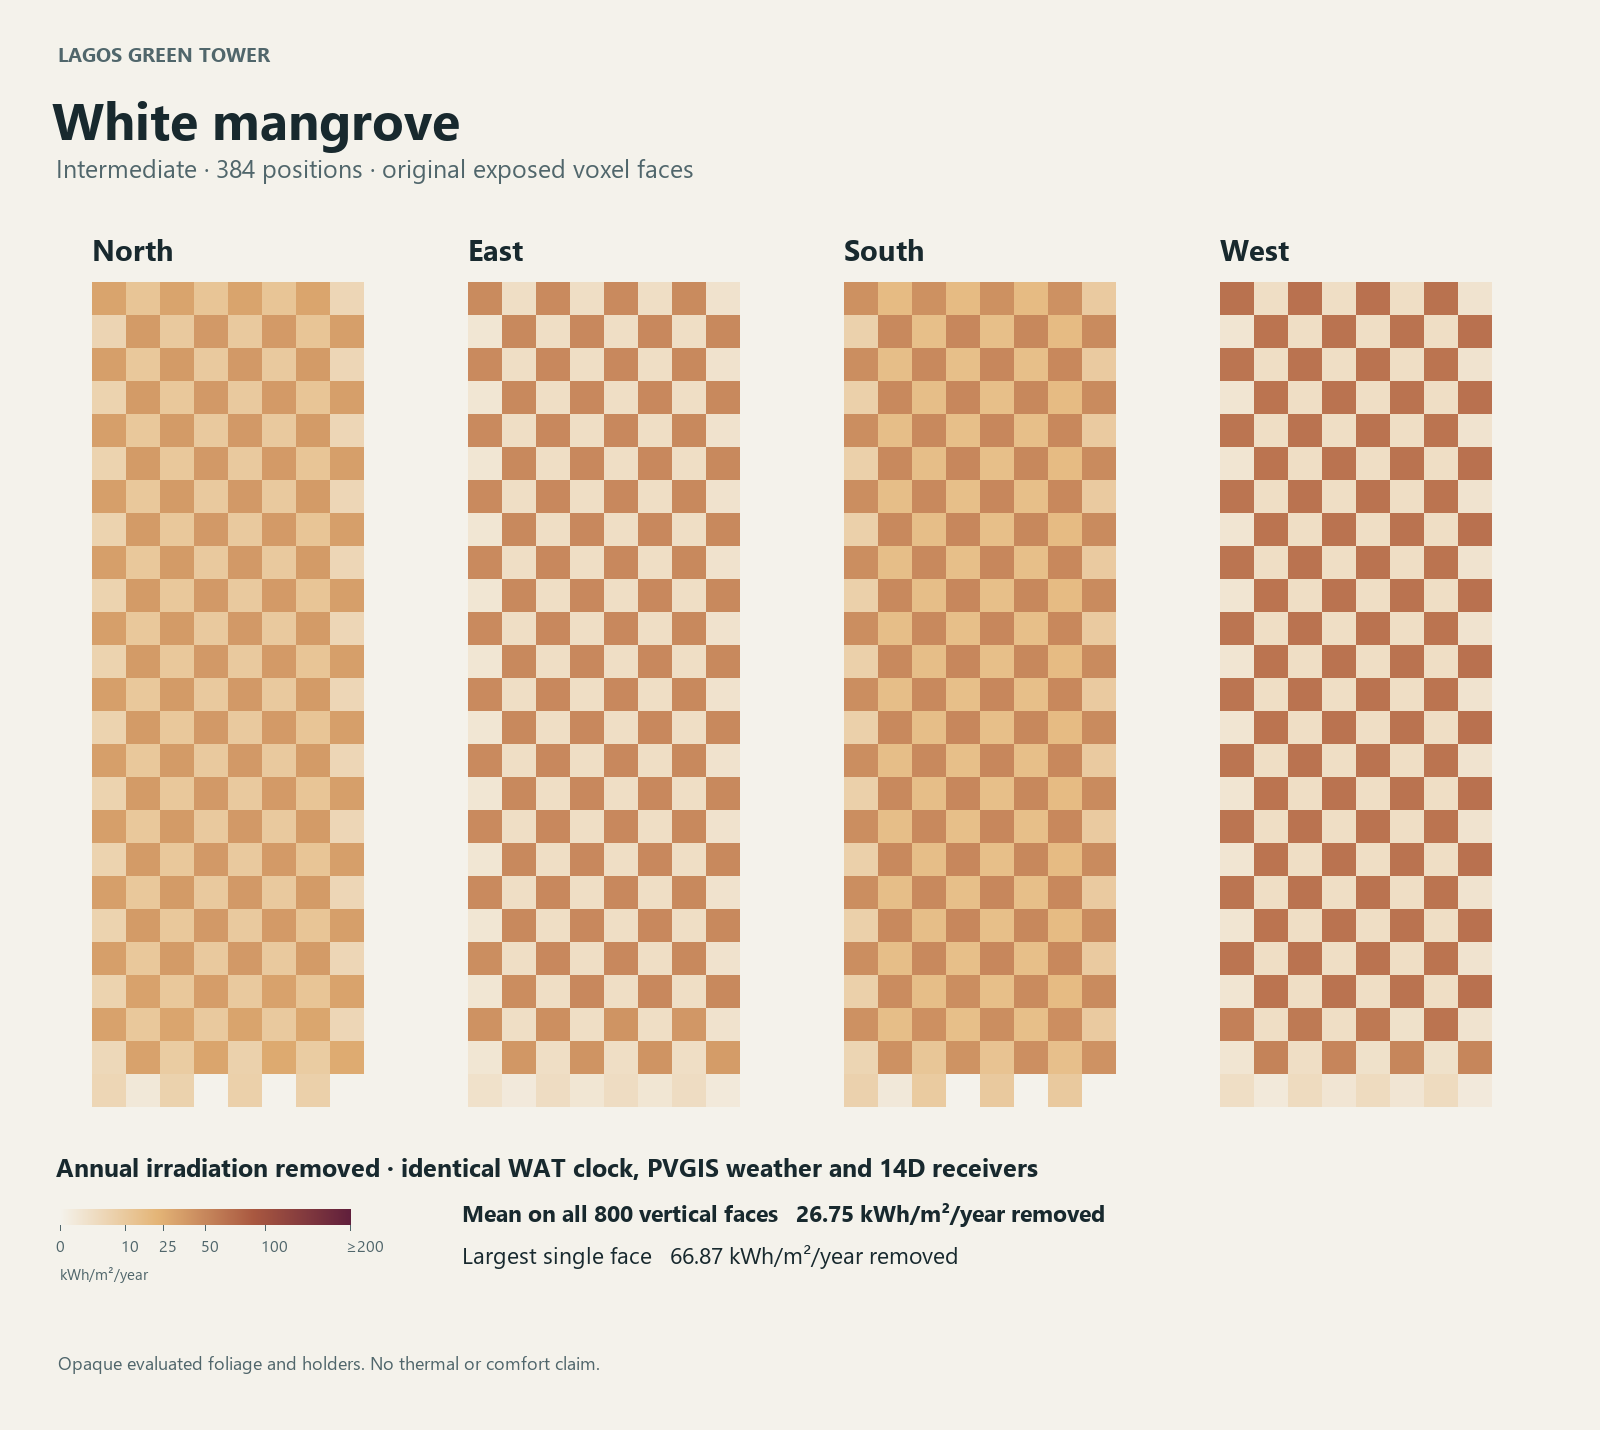 LAGOS GREEN TOWER
White mangrove
Intermediate · 384 positions · original exposed voxel faces
North East South West
Annual irradiation removed · identical WAT clock, PVGIS weather and 14D receivers
Mean on all 800 vertical faces 26.75 kWh/m²/year removed
0 10 25 50 100 ≥200
Largest single face 66.87 kWh/m²/year removed
kWh/m²/year
Opaque evaluated foliage and holders. No thermal or comfort claim.